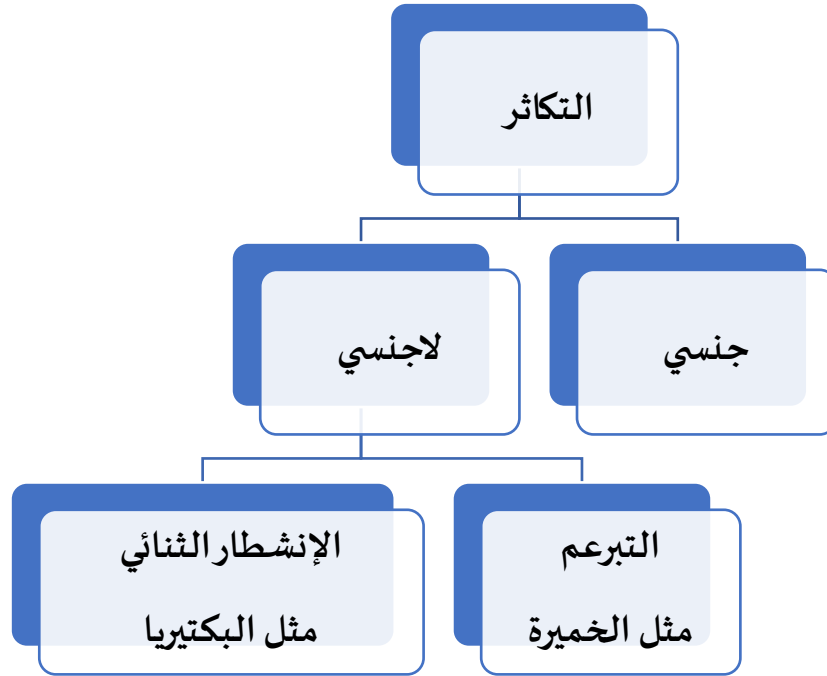 التكاثر
جنسي
لاجنسي
التبرعم
مثل الخميرة
الإنشطار الثنائي
مثل البكتيريا